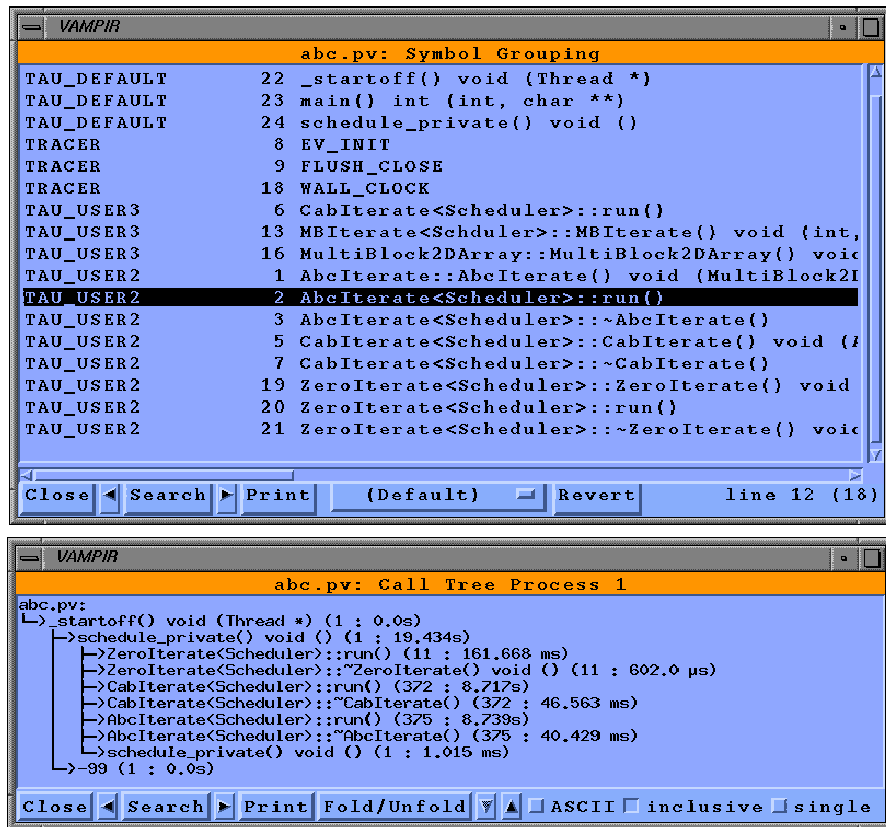 VAMPIR
abc.pv: Symbol Grouping
TAU_DEFAULT 22 _startoff() void (Thread *)
TAU_DEFAULT 23 main() int (int, char **)
TAU_DEFAULT 24 schedule_private() void ()
TRACER 8 EV_INIT
TRACER 9 FLUSH_CLOSE
TRACER 18 WALL_CLOCK
TAU_USER3 6 CabIterate<Scheduler>::run()
TAU_USER3 13 MBIterate<Schduler>::MBIterate() void (int,
TAU_USER3 16 MultiBlock2DArray::MultiBlock2DArray() voic
TAU_USER2 1 AbcIterate::AbcIterate() void (MultiBlock2I
TAU_USER2 2 AbcIterate<Scheduler>::run()
TAU_USER2 3 AbcIterate<Scheduler>::~AbcIterate()
TAU_USER2 5 CabIterate<Scheduler>::CabIterate() void (A
TAU_USER2 7 CabIterate<Scheduler>::~CabIterate()
TAU_USER2 19 ZeroIterate<Scheduler>::ZeroIterate() void
TAU_USER2 20 ZeroIterate<Scheduler>::run()
TAU_USER2 21 ZeroIterate<Scheduler>::~ZeroIterate() voic
Close Search Print (Default) Revert line 12 (18)
VAMPIR
abc.pv: Call Tree Process 1
abc.pv:
_startoff() void (Thread *) (1 : 0.0s)
schedule_private() void () (1 : 19.434s)
ZeroIterate<Scheduler>::run() (11 : 161.668 ms)
ZeroIterate<Scheduler>::~ZeroIterate() void () (11 : 602.0 µs)
CabIterate<Scheduler>::run() (372 : 8.717s)
CabIterate<Scheduler>::~CabIterate() (372 : 46.563 ms)
AbcIterate<Scheduler>::run() (375 : 8.739s)
AbcIterate<Scheduler>::~AbcIterate() (375 : 40.429 ms)
schedule_private() void () (1 : 1.015 ms)
-99 (1 : 0.0s)
Close Search Print Fold/Unfold ASCII inclusive single